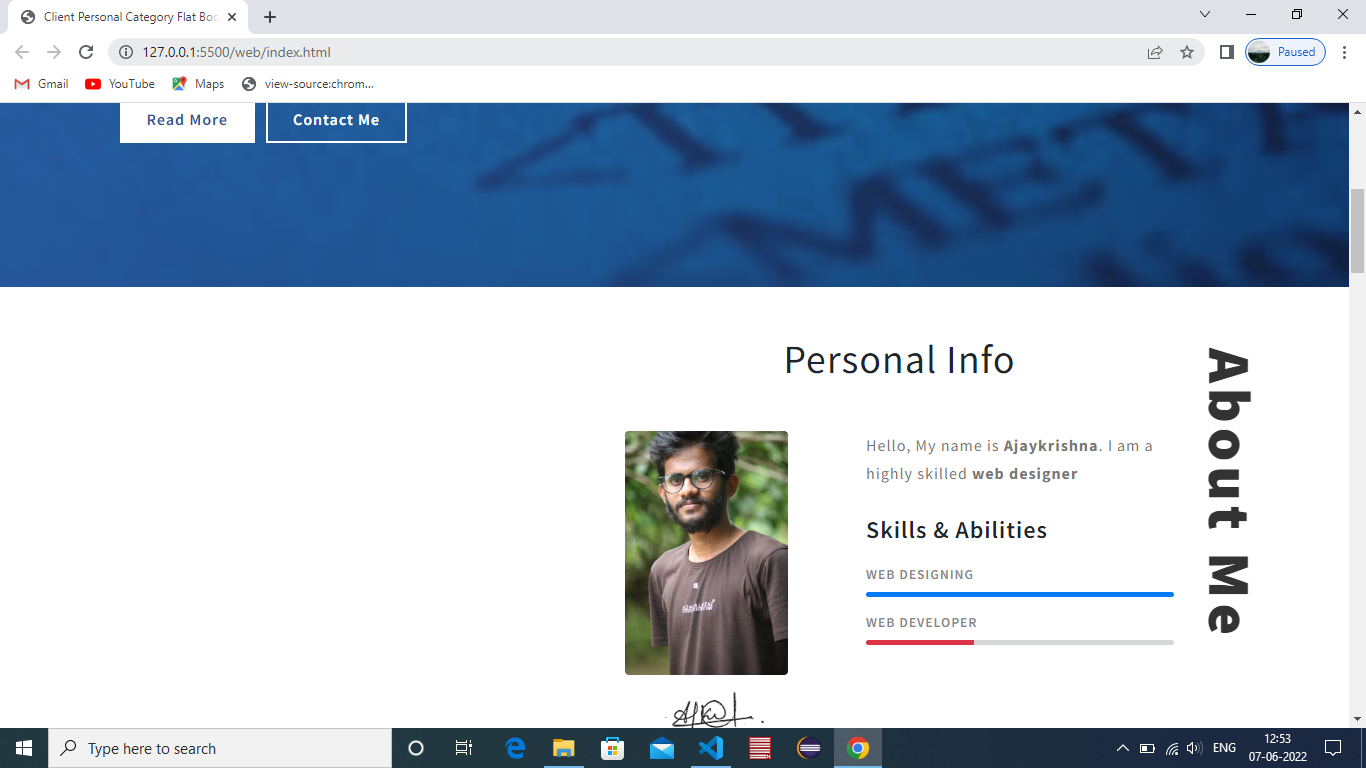 Client Personal Category Flat Boo
127.0.0.1:5500/web/index.html
Paused
Gmail
YouTube
Maps
view-source:chrom...
Read More
Contact Me
Personal Info
About Me
Hello, My name is Ajaykrishna. I am a
highly skilled web designer
Skills & Abilities
WEB DESIGNING
WEB DEVELOPER
Type here to search
ENG
12:53
07-06-2022